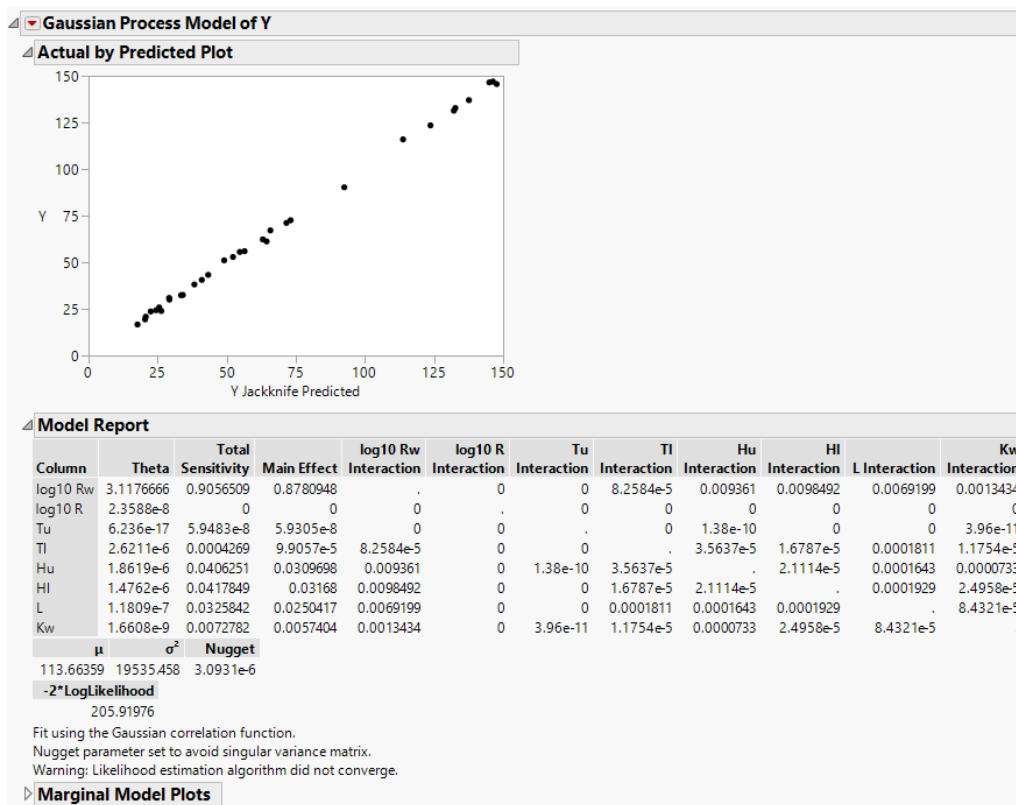 Gaussian Process Model of Y
Actual by Predicted Plot
150
125
100
Y 75
50
25
0
0 25 50 75 100 125 150
Y Jackknife Predicted
Model Report
Total log10 Rw log10 R Tu Tl Hu Hl Kw
Column Theta Sensitivity Main Effect Interaction Interaction Interaction Interaction Interaction Interaction L Interaction Interaction
log10 Rw 3.1176666 0.9056509 0.8780948 . 0 0 8.2584e-5 0.009361 0.0098492 0.0069199 0.0013434
log10 R 2.3588e-8 0 0 0 . 0 0 0 0 0 0
Tu 6.236e-17 5.9483e-8 5.9305e-8 0 0 . 0 1.38e-10 0 0 3.96e-11
Tl 2.6211e-6 0.0004269 9.9057e-5 8.2584e-5 0 0 . 3.5637e-5 1.6787e-5 0.0001811 1.1754e-5
Hu 1.8619e-6 0.0406251 0.0309698 0.009361 0 1.38e-10 3.5637e-5 . 2.1114e-5 0.0001643 0.0000733
Hl 1.4762e-6 0.0417849 0.03168 0.0098492 0 0 1.6787e-5 2.1114e-5 . 0.0001929 2.4958e-5
L 1.1809e-7 0.0325842 0.0250417 0.0069199 0 0 0.0001811 0.0001643 0.0001929 . 8.4321e-5
Kw 1.6608e-9 0.0072782 0.0057404 0.0013434 0 3.96e-11 1.1754e-5 0.0000733 2.4958e-5 8.4321e-5 .
μ σ² Nugget
113.66359 19535.458 3.0931e-6
-2*LogLikelihood
205.91976
Fit using the Gaussian correlation function.
Nugget parameter set to avoid singular variance matrix.
Warning: Likelihood estimation algorithm did not converge.
Marginal Model Plots